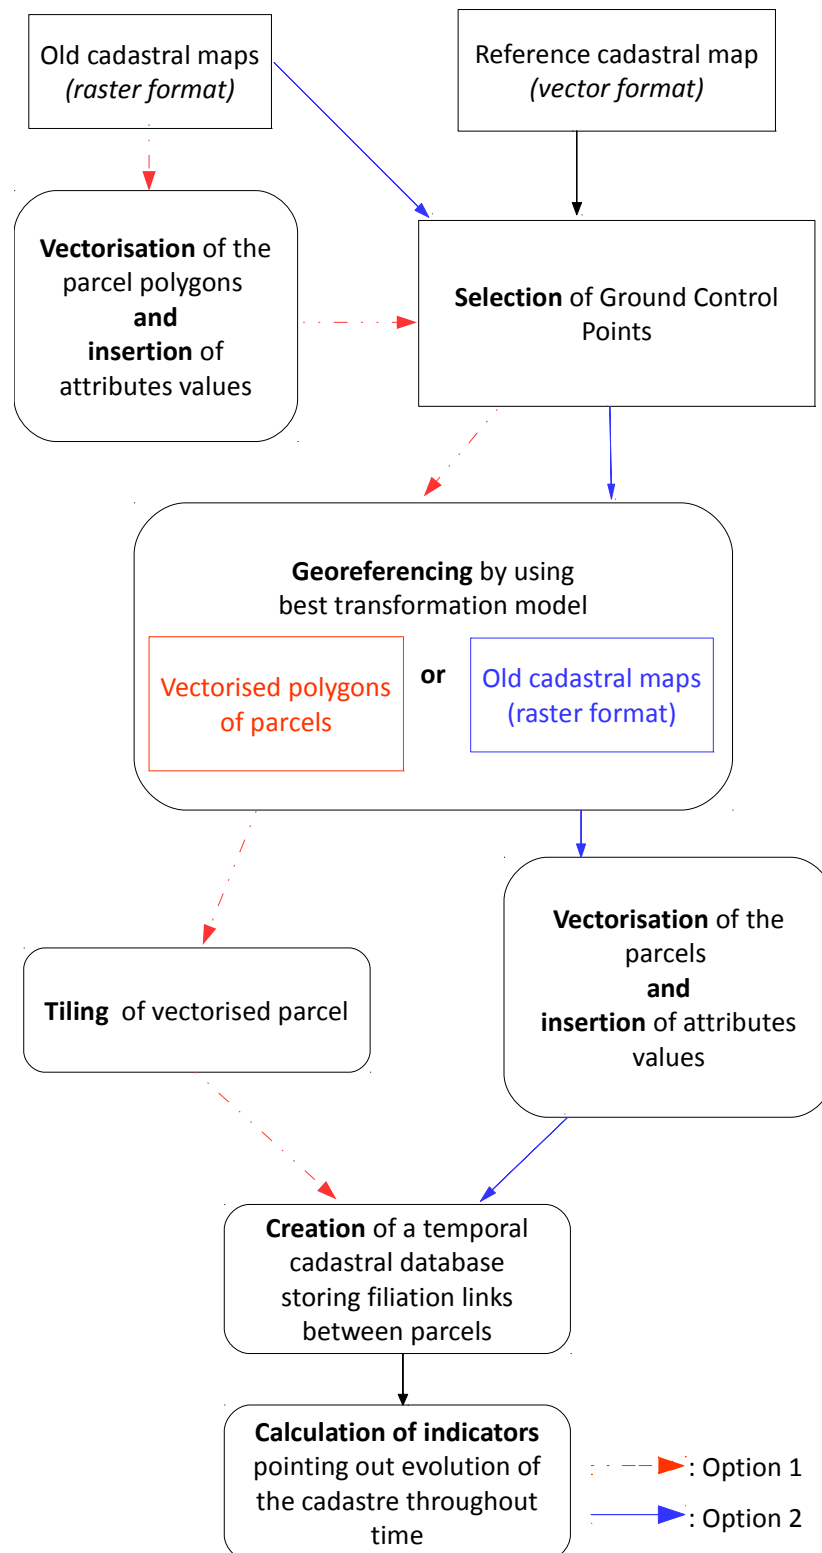 Old cadastral maps
(raster format)
Reference cadastral map
(vector format)
Vectorisation of the
parcel polygons
and
insertion of
attributes values
Selection of Ground Control
Points
Georeferencing by using
best transformation model
Vectorised polygons
of parcels
or
Old cadastral maps
(raster format)
Vectorisation of the
parcels
and
insertion of attributes
values
Tiling of vectorised parcel
Creation of a temporal
cadastral database
storing filiation links
between parcels
Calculation of indicators
pointing out evolution of
the cadastre throughout
time
: Option 1
: Option 2